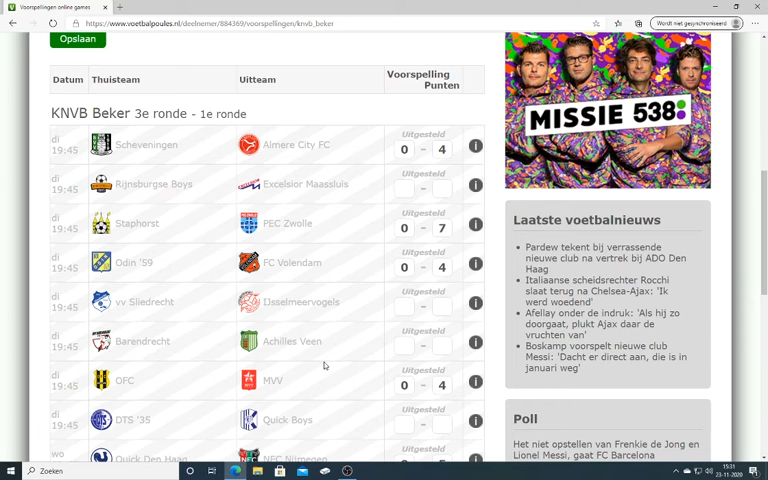 Voorspellingen online games
https://www.voetbalpoules.nl/deelnemer/884369/voorspellingen/knvb_beker
Wordt niet gesynchroniseerd
Opslaan
Datum Thuisteam Uitteam Voorspelling
Punten
KNVB Beker 3e ronde - 1e ronde
Uitgesteld
di
19:45 Scheveningen Almere City FC 0 - 4
Uitgesteld
di
19:45 Rijnsburgse Boys Excelsior Maassluis -
Uitgesteld
di
19:45 Staphorst PEC Zwolle 0 - 7
Uitgesteld
di
19:45 Odin '59 FC Volendam 0 - 4
Uitgesteld
di
19:45 vv Sliedrecht IJsselmeervogels -
Uitgesteld
di
19:45 Barendrecht Achilles Veen -
Uitgesteld
di
19:45 OFC MVV 0 - 4
Uitgesteld
di
19:45 DTS '35 Quick Boys -
Uitgesteld
wo
Quick Den Haag NEC Nijmegen
MISSIE 538
Laatste voetbalnieuws
Pardew tekent bij verrassende
nieuwe club na vertrek bij ADO Den
Haag
Italiaanse scheidsrechter Rocchi
slaat terug na Chelsea-Ajax: 'Ik
werd woedend'
Afellay onder de indruk: 'Als hij zo
doorgaat, plukt Ajax daar de
vruchten van'
Boskamp voorspelt nieuwe club
Messi: 'Dacht er direct aan, die is in
januari weg'
Poll
Het niet opstellen van Frenkie de Jong en
Lionel Messi, gaat FC Barcelona
Zoeken
15:31
23-11-2020